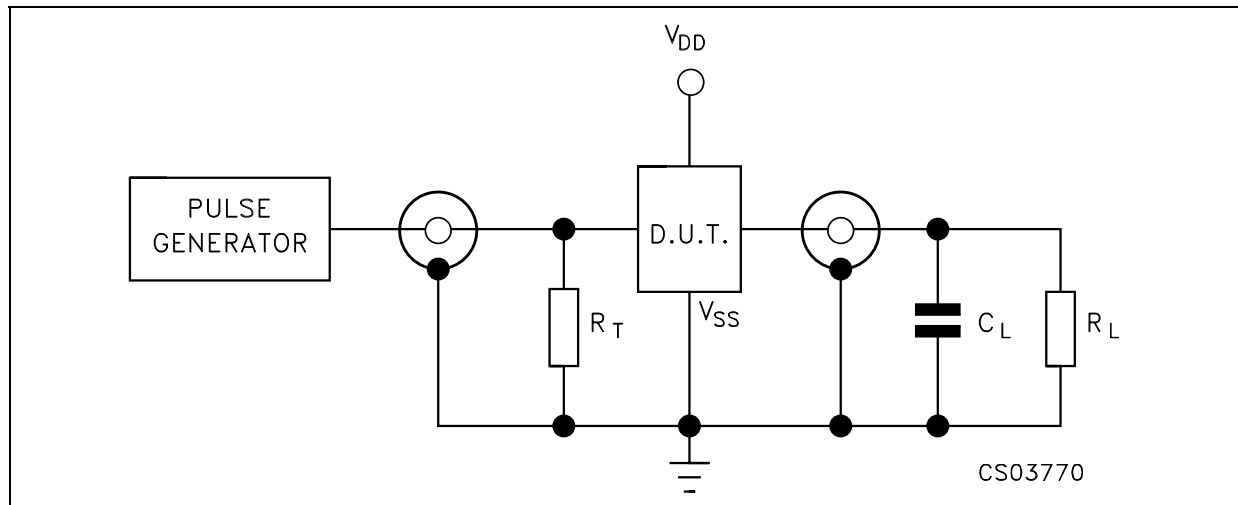 VDD
PULSE
GENERATOR
D.U.T.
VSS
RT
CL
RL
CS03770